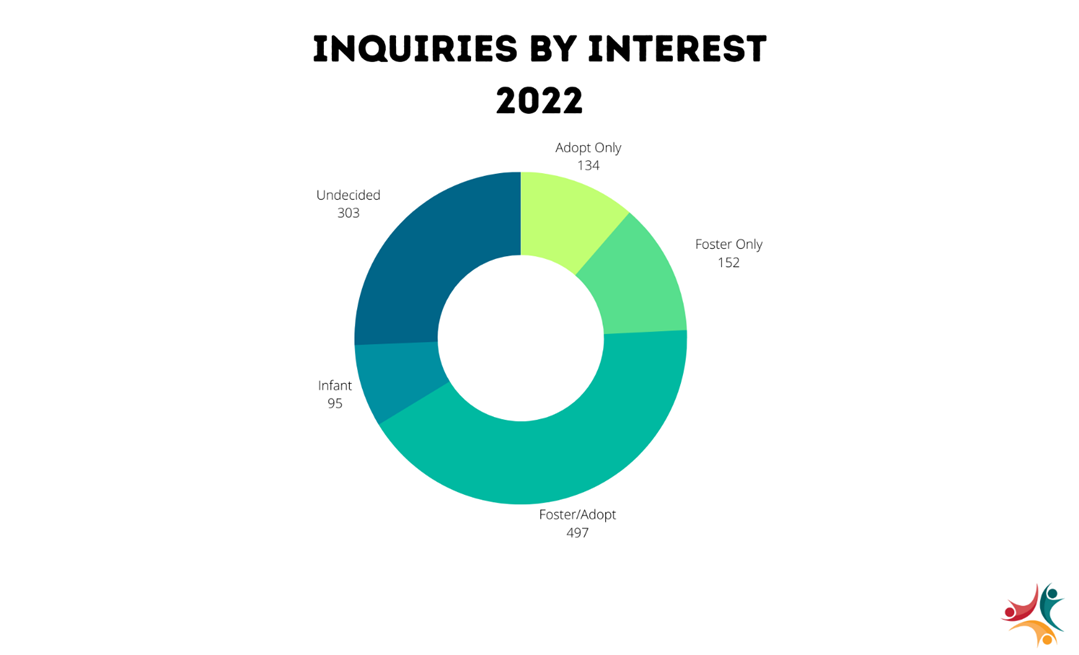 INQUIRIES BY INTEREST
2022
Adopt Only
134
Undecided
303
Foster Only
152
Infant
95
Foster/Adopt
497